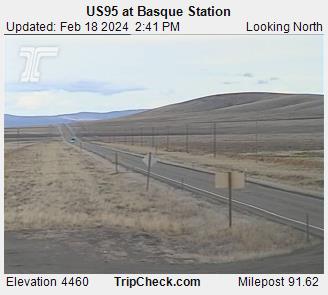 US95 at Basque Station
Updated: Feb 18 2024 2:41 PM Looking North
Elevation 4460 TripCheck.com Milepost 91.62